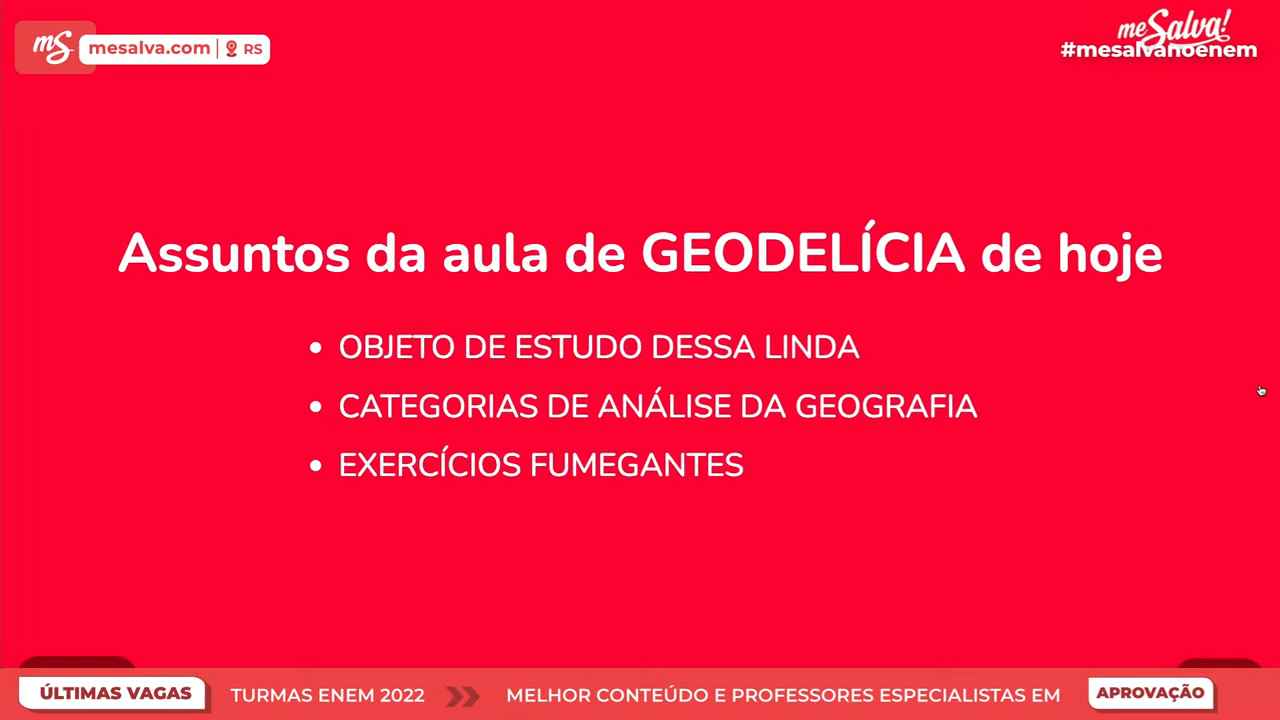 mS mesalva.com RS
me Salva!
#mesalvanoenem
Assuntos da aula de GEODELÍCIA de hoje
• OBJETO DE ESTUDO DESSA LINDA
• CATEGORIAS DE ANÁLISE DA GEOGRAFIA
• EXERCÍCIOS FUMEGANTES
ÚLTIMAS VAGAS TURMAS ENEM 2022 MELHOR CONTEÚDO E PROFESSORES ESPECIALISTAS EM APROVAÇÃO